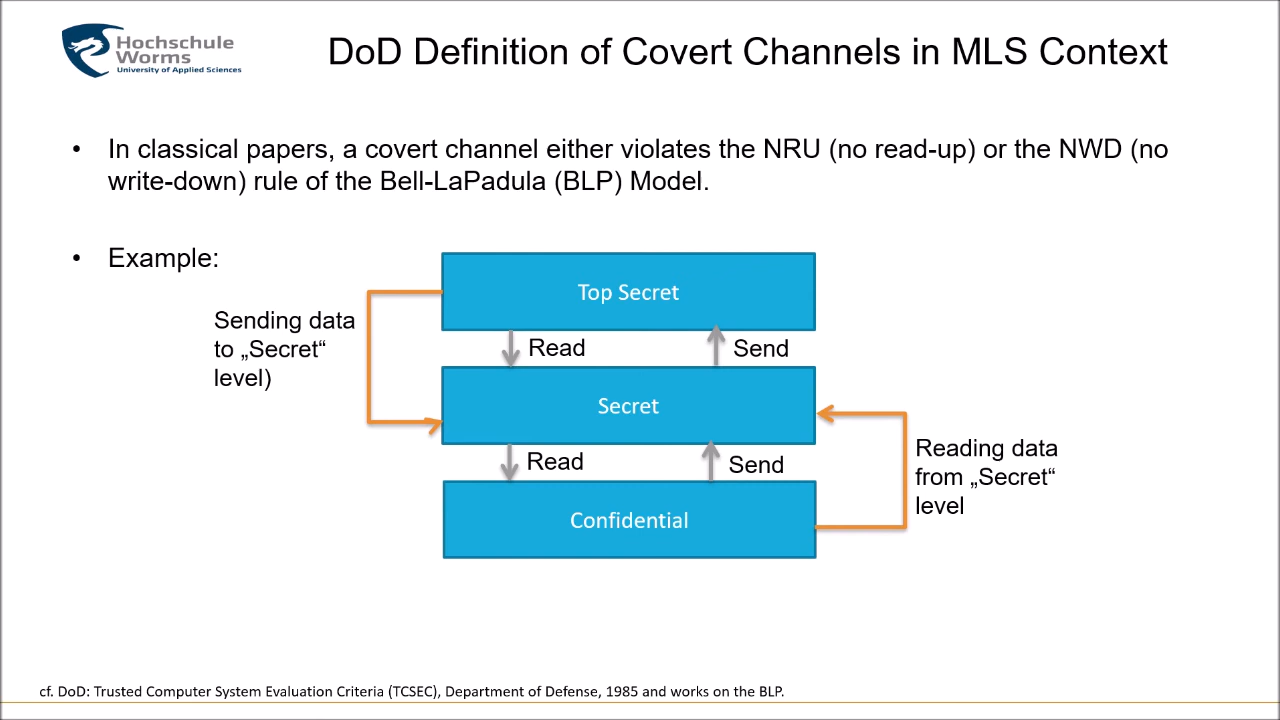 Hochschule
Worms
University of Applied Sciences
DoD Definition of Covert Channels in MLS Context
• In classical papers, a covert channel either violates the NRU (no read-up) or the NWD (no
write-down) rule of the Bell-LaPadula (BLP) Model.
• Example:
Top Secret
Sending data
to „Secret“
level)
Read
Send
Secret
Read
Send
Reading data
from „Secret“
level
Confidential
cf. DoD: Trusted Computer System Evaluation Criteria (TCSEC), Department of Defense, 1985 and works on the BLP.